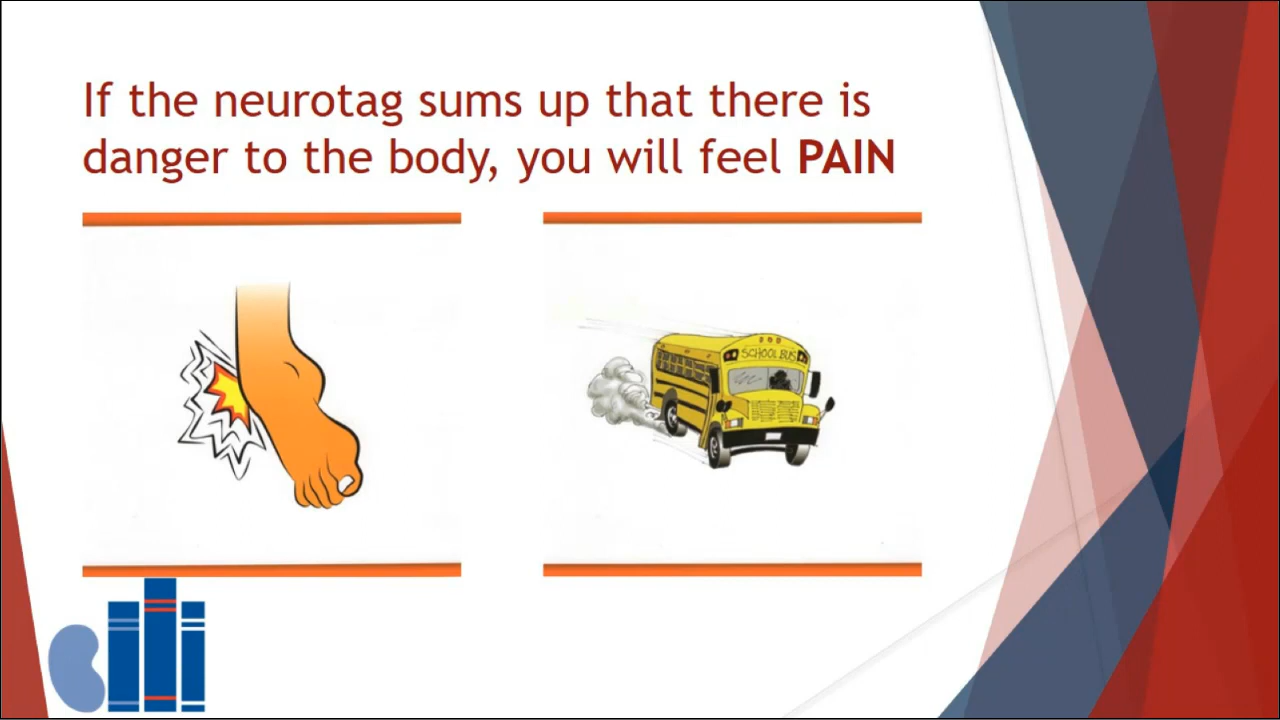 If the neurotag sums up that there is
danger to the body, you will feel PAIN
SCHOOL BUS